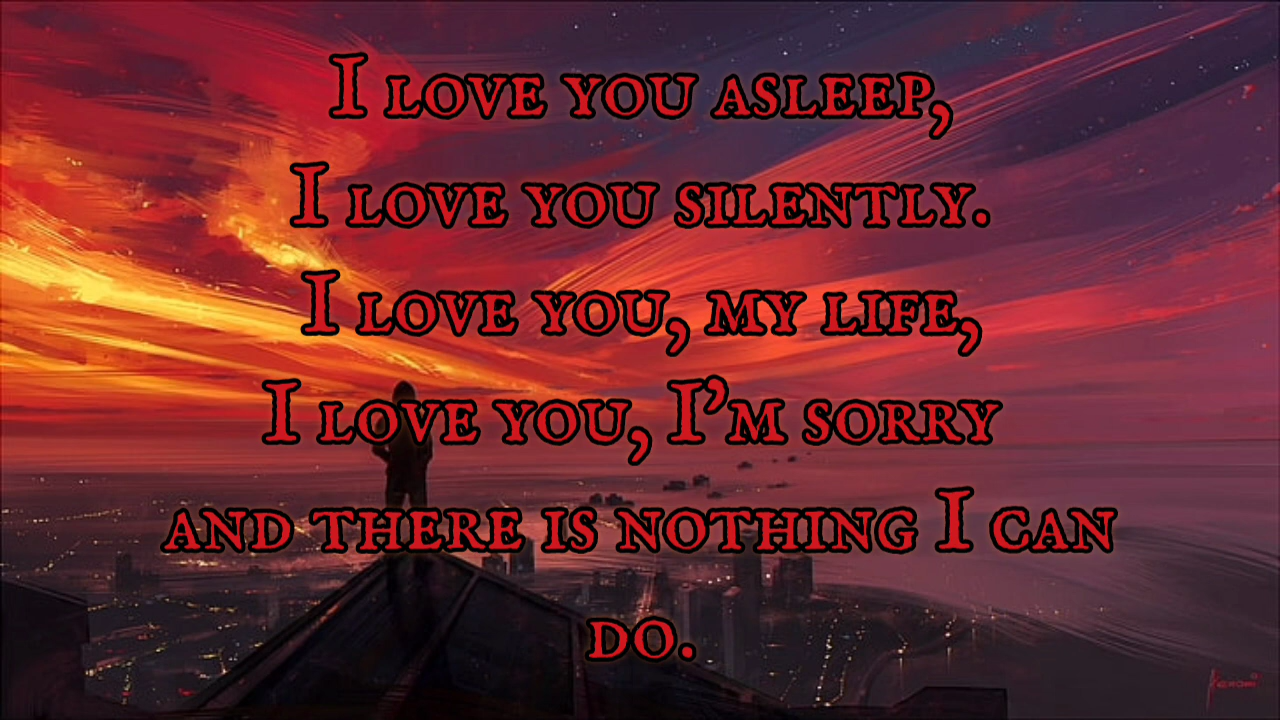 I love you asleep,
I love you silently.
I love you, my life,
I love you, I'm sorry
and there is nothing I can
do.